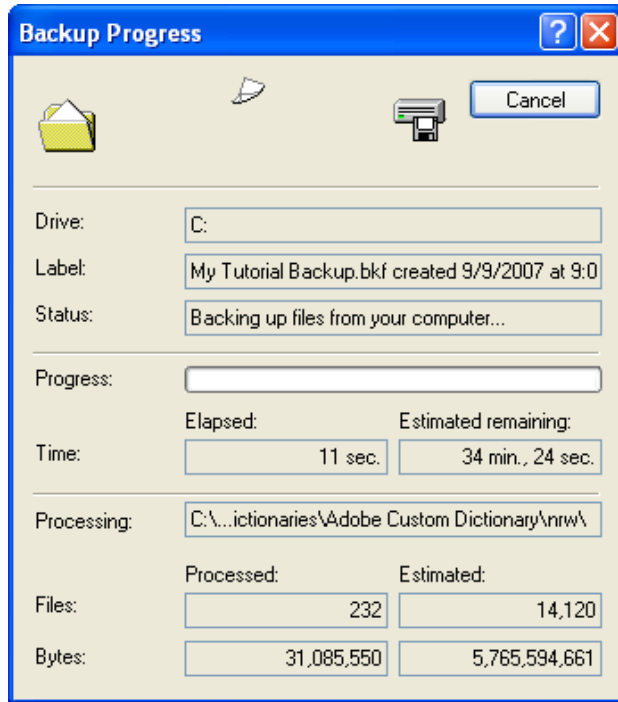 Backup Progress
Cancel
Drive: C:
Label: My Tutorial Backup.bkf created 9/9/2007 at 9:0
Status: Backing up files from your computer...
Progress:
Elapsed: Estimated remaining:
Time: 11 sec. 34 min., 24 sec.
Processing: C:\...ictionaries\Adobe Custom Dictionary\nrw\
Processed: Estimated:
Files: 232 14,120
Bytes: 31,085,550 5,765,594,661